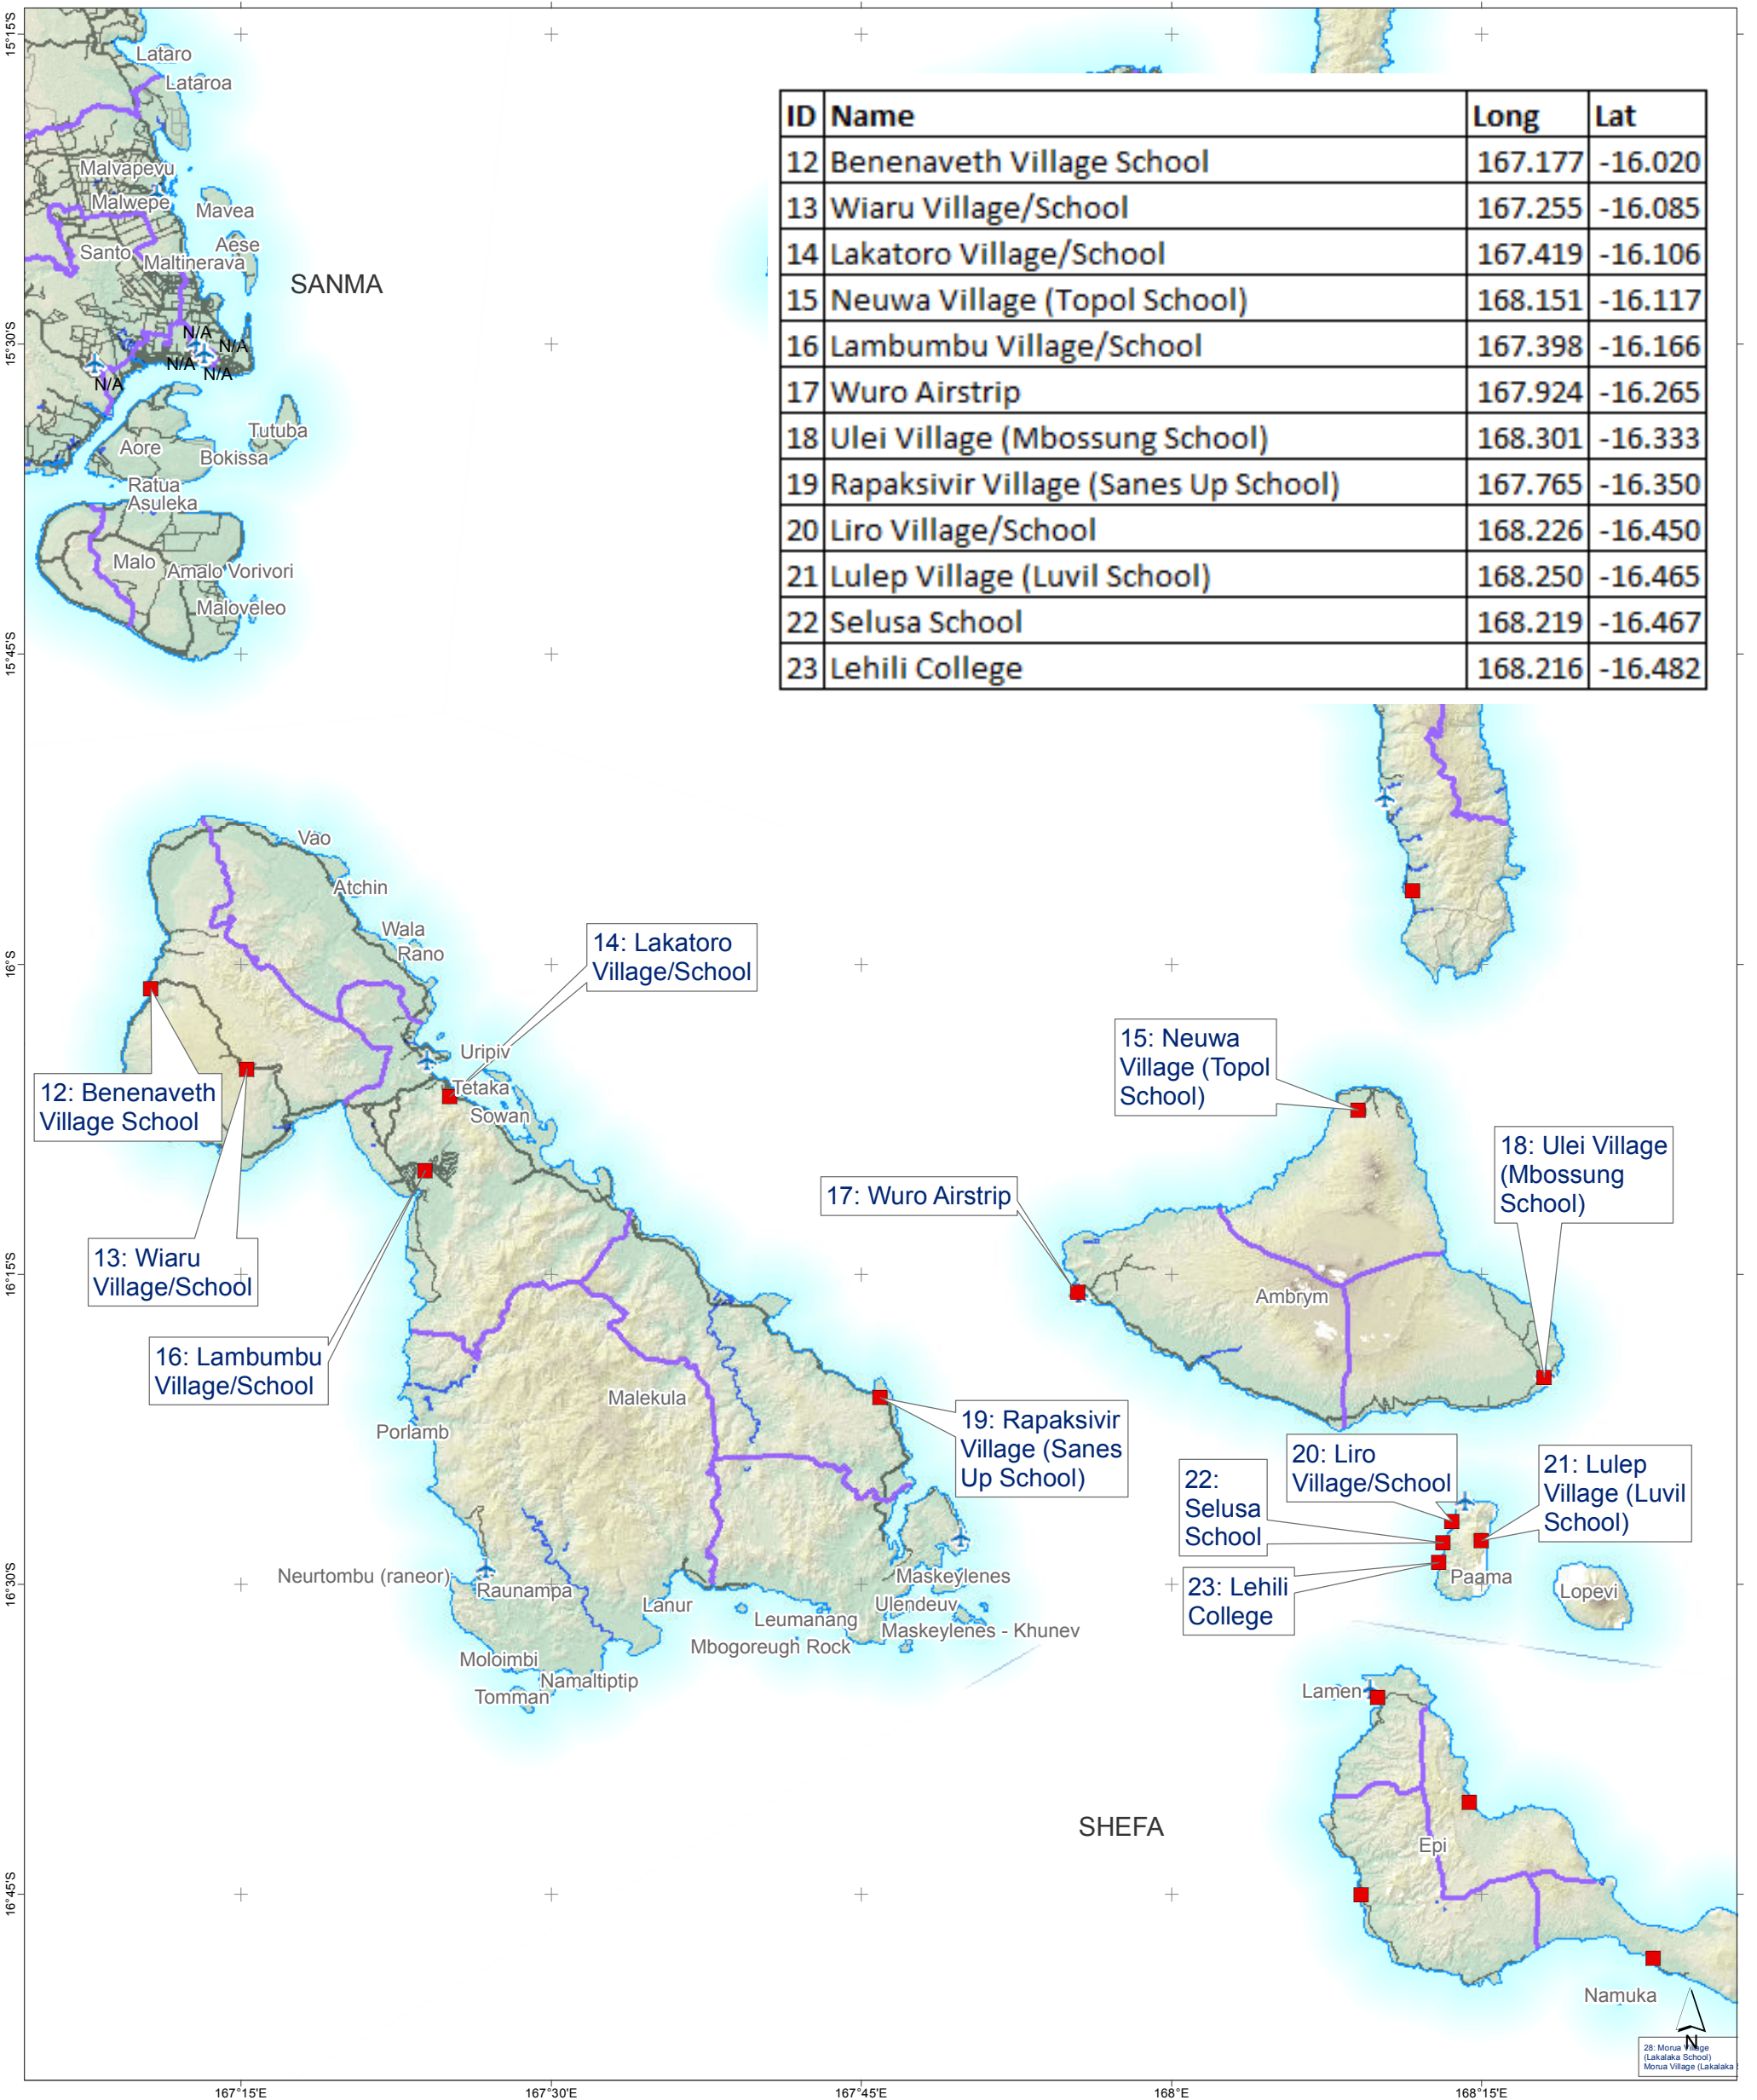 15°15'S
15°30'S
15°45'S
16°S
16°15'S
16°30'S
16°45'S
167°15'E
167°30'E
167°45'E
168°E
168°15'E
ID Name Long Lat
12 Benenaveth Village School 167.177 -16.020
13 Wiaru Village/School 167.255 -16.085
14 Lakatoro Village/School 167.419 -16.106
15 Neuwa Village (Topol School) 168.151 -16.117
16 Lambumbu Village/School 167.398 -16.166
17 Wuro Airstrip 167.924 -16.265
18 Ulei Village (Mbossung School) 168.301 -16.333
19 Rapaksivir Village (Sanes Up School) 167.765 -16.350
20 Liro Village/School 168.226 -16.450
21 Lulep Village (Luvil School) 168.250 -16.465
22 Selusa School 168.219 -16.467
23 Lehili College 168.216 -16.482
Lataro
Lataroa
Malvapevu
Malwepe
Mavea
Santo
Aese
Maltinerava
SANMA
N/A
N/A
N/A
N/A
N/A
Tutuba
Aore
Bokissa
Ratua
Asuleka
Malo
Amalo Vorivori
Maloveleo
Vao
Atchin
Wala
Rano
14: Lakatoro
Village/School
Uripiv
Tetaka
Sowan
12: Benenaveth
Village School
13: Wiaru
Village/School
16: Lambumbu
Village/School
15: Neuwa
Village (Topol
School)
17: Wuro Airstrip
18: Ulei Village
(Mbossung
School)
Ambrym
Malekula
Porlamb
19: Rapaksivir
Village (Sanes
Up School)
20: Liro
Village/School
21: Lulep
Village (Luvil
School)
22:
Selusa
School
23: Lehili
College
Paama
Lopevi
Neurtombu (raneor)
Raunampa
Lanur
Maskeylenes
Ulendeuv
Leumanang
Maskeylenes - Khunev
Mbogoreugh Rock
Moloimbi
Namaltiptip
Tomman
Lamen
SHEFA
Epi
Namuka
N
28: Morua Village
(Lakalaka School)
Morua Village (Lakalaka